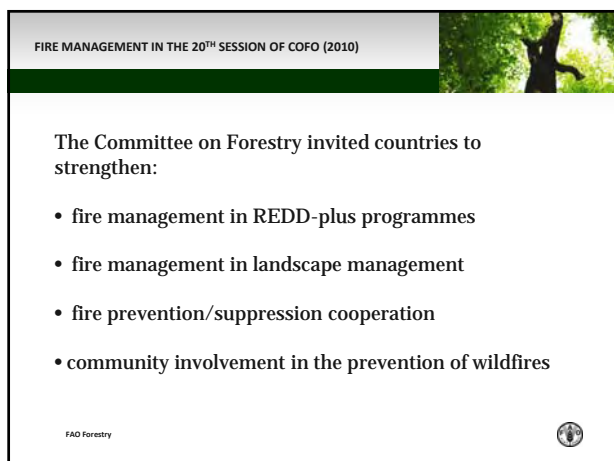 FIRE MANAGEMENT IN THE 20TH SESSION OF COFO (2010)
The Committee on Forestry invited countries to
strengthen:
• fire management in REDD-plus programmes
• fire management in landscape management
• fire prevention/suppression cooperation
• community involvement in the prevention of wildfires
FAO Forestry